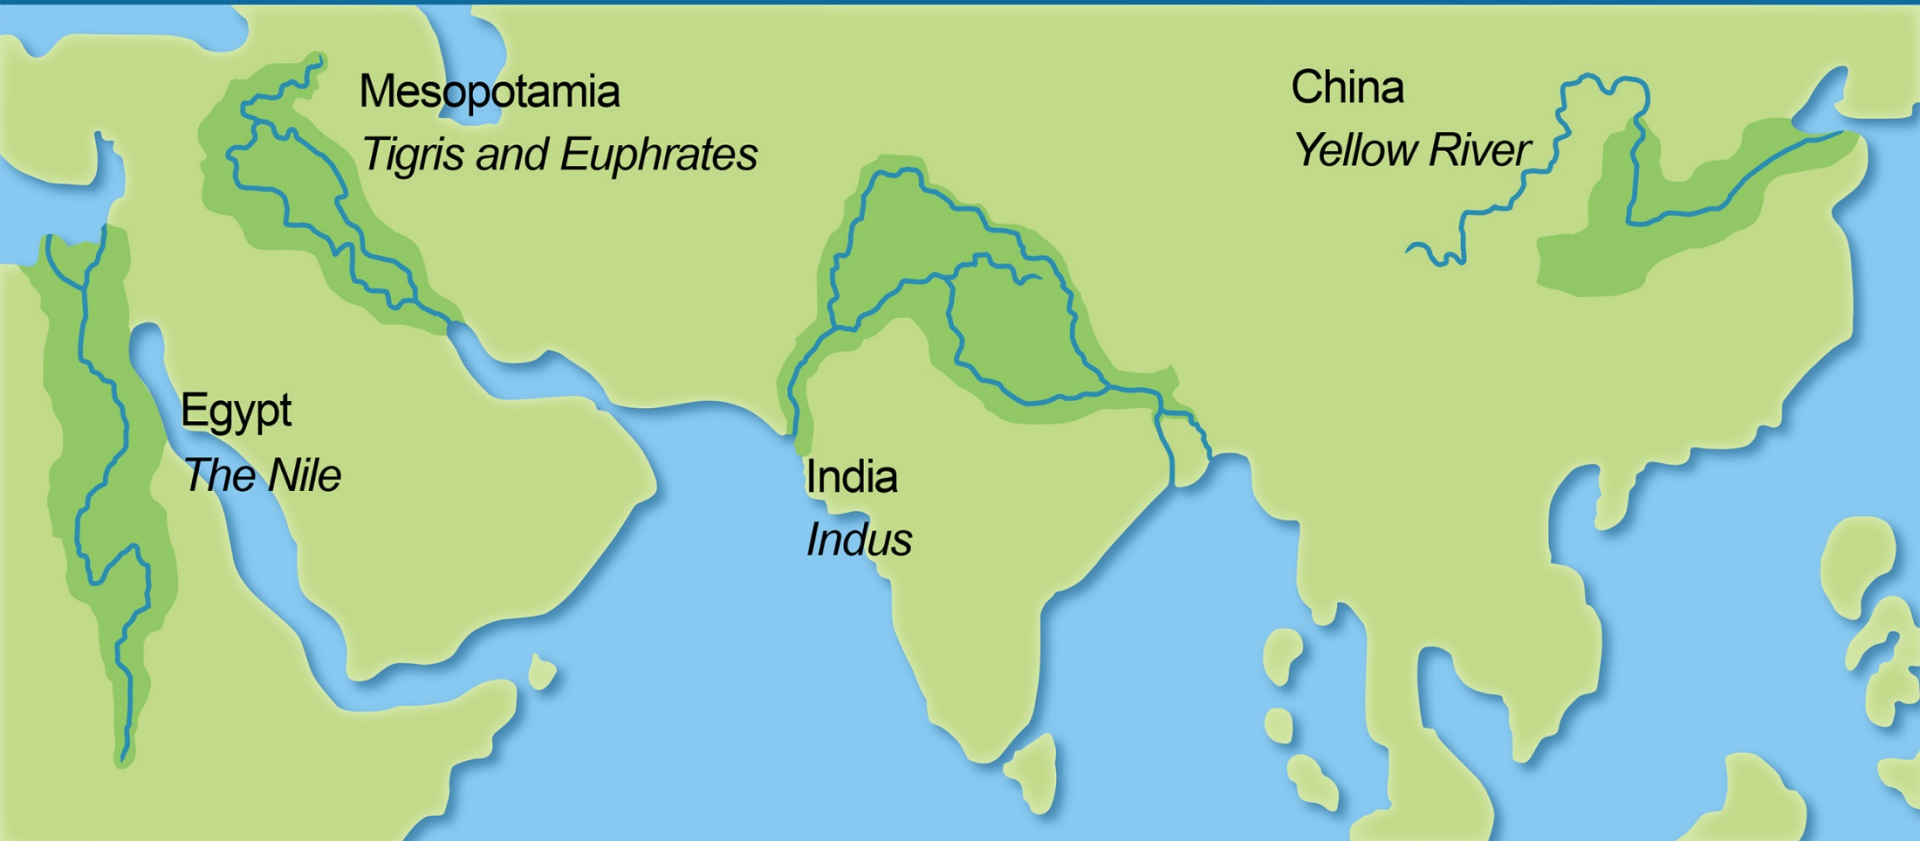 Mesopotamia
Tigris and Euphrates
China
Yellow River
Egypt
The Nile
India
Indus